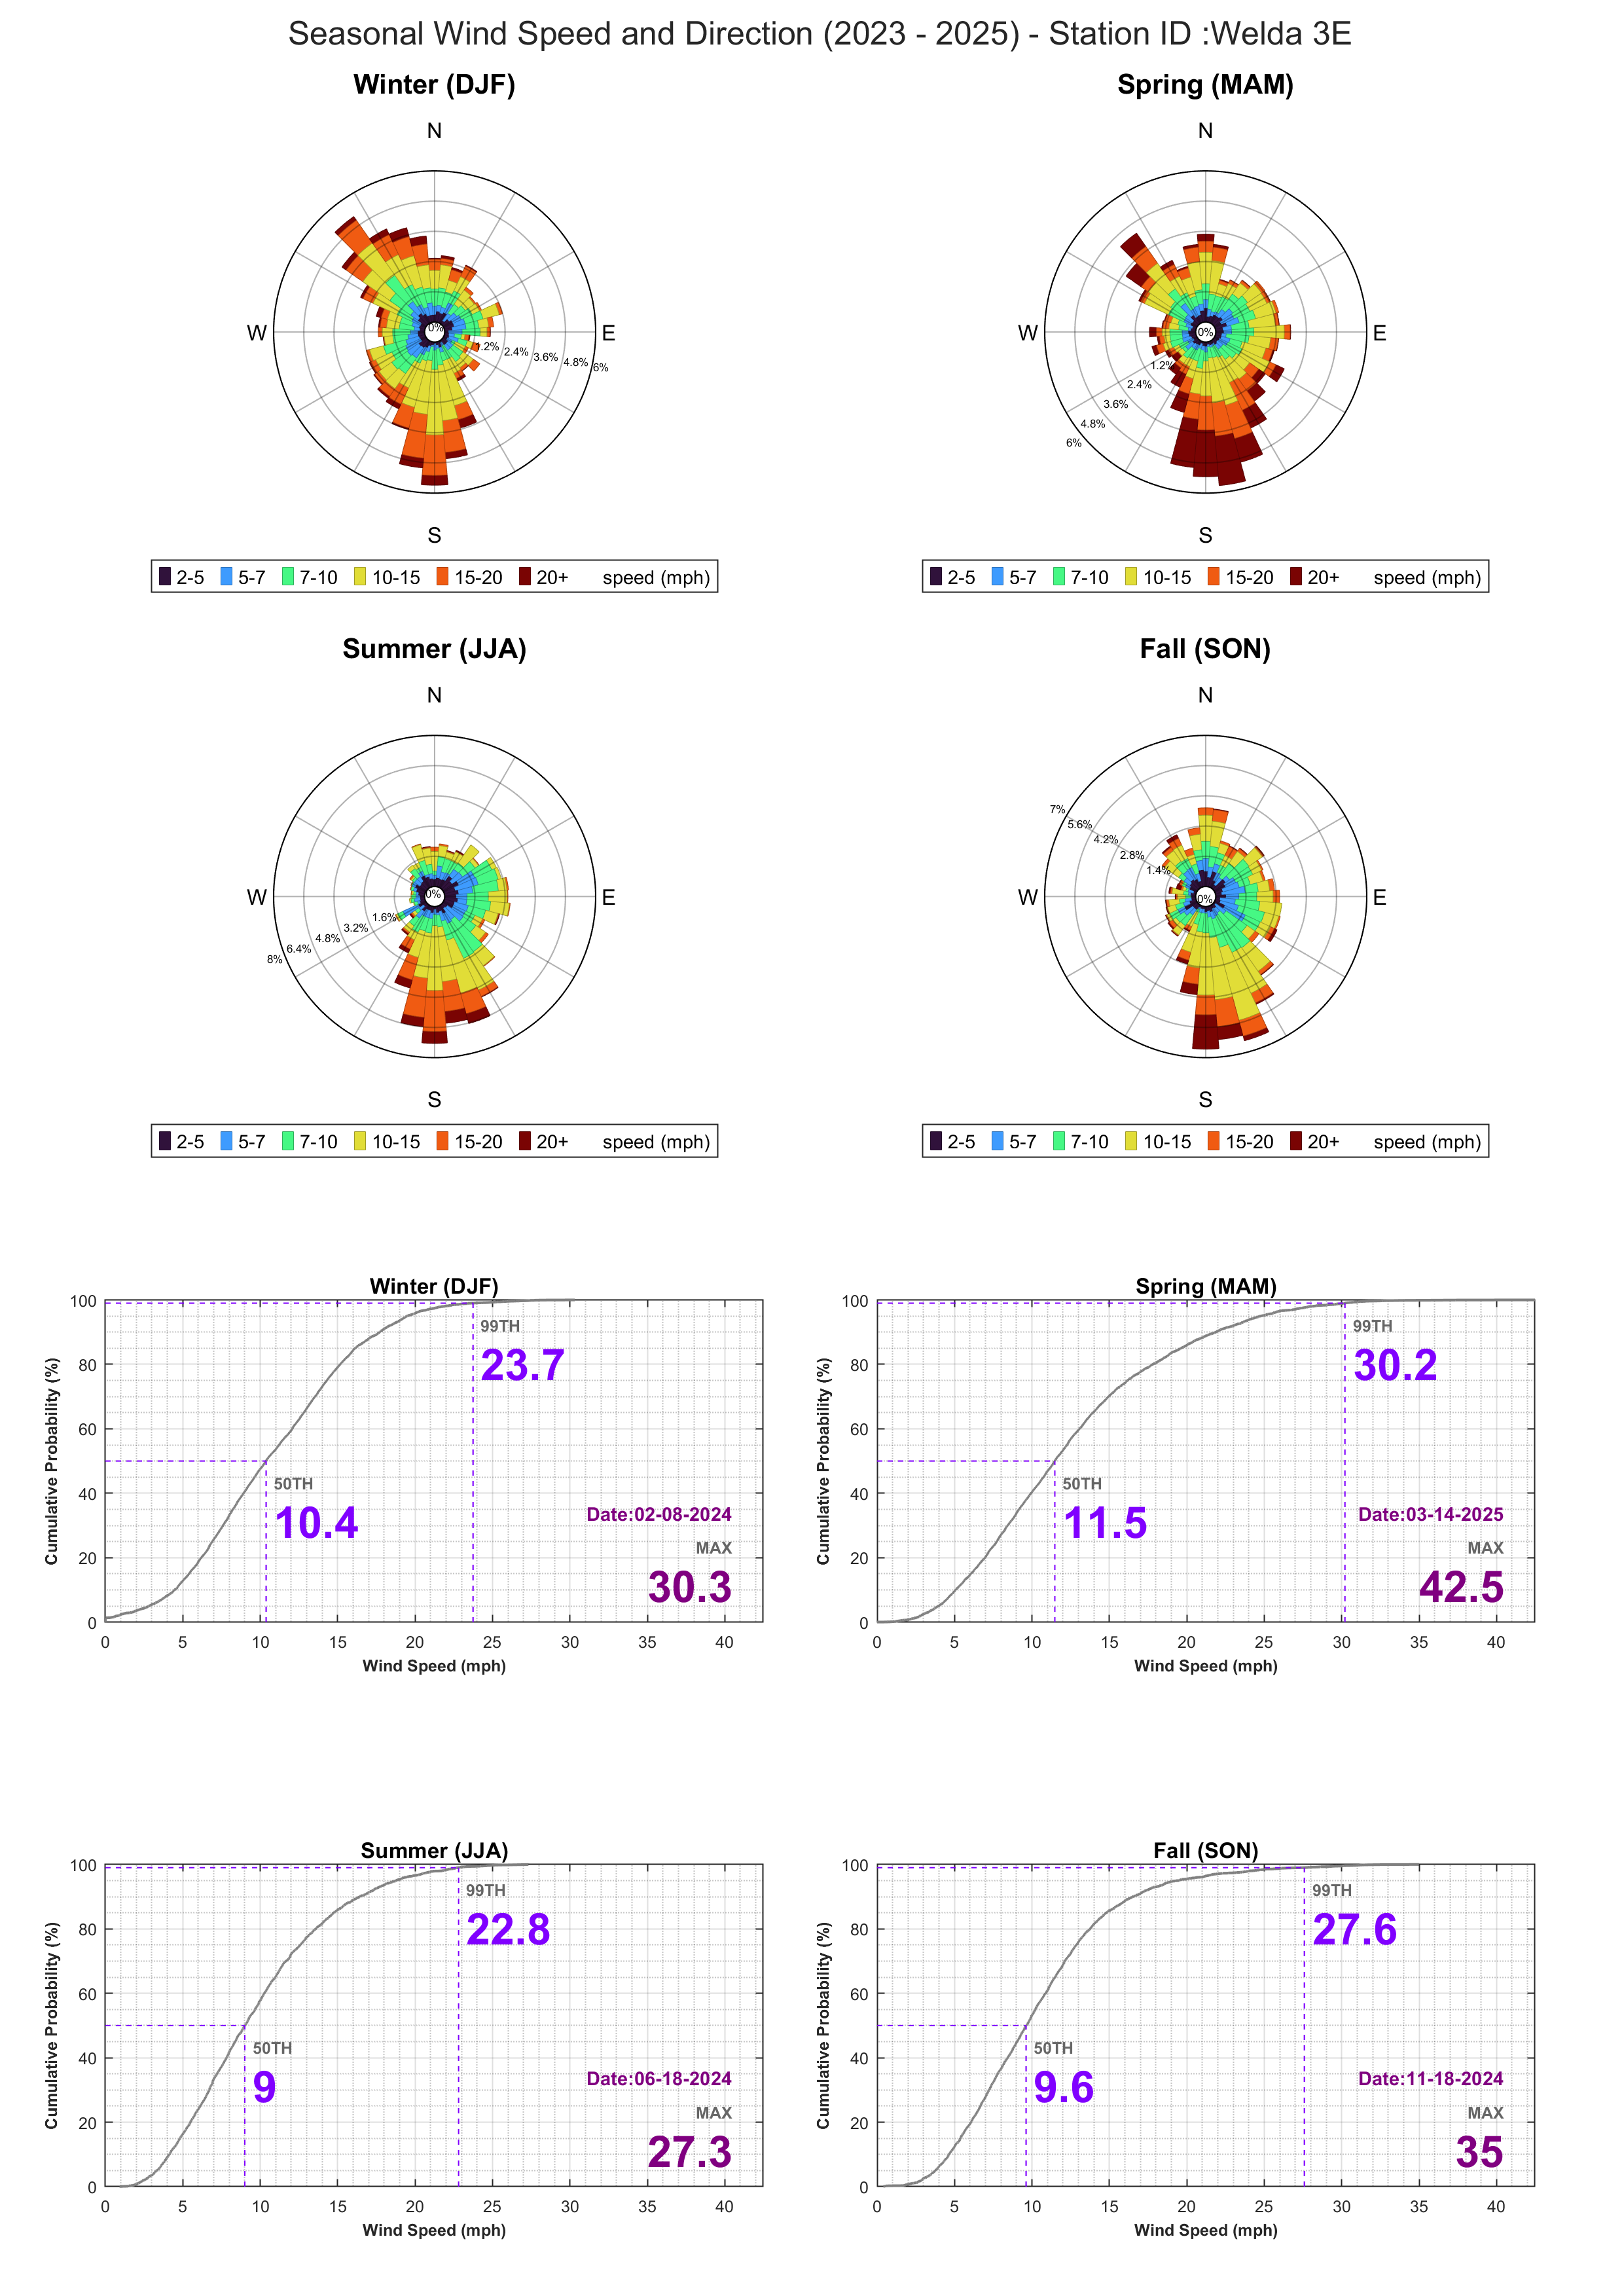 Seasonal Wind Speed and Direction (2023 - 2025) - Station ID :Welda 3E
Winter (DJF)
N
W
E
S
0%
.2%
2.4%
3.6%
4.8%
6%
2-5 5-7 7-10 10-15 15-20 20+ speed (mph)
Spring (MAM)
N
W
E
S
0%
1.2%
2.4%
3.6%
4.8%
6%
2-5 5-7 7-10 10-15 15-20 20+ speed (mph)
Summer (JJA)
N
W
E
S
0%
1.6%
3.2%
4.8%
6.4%
8%
2-5 5-7 7-10 10-15 15-20 20+ speed (mph)
Fall (SON)
N
W
E
S
7%
5.6%
4.2%
2.8%
1.4%
0%
2-5 5-7 7-10 10-15 15-20 20+ speed (mph)
Winter (DJF)
100
80
60
40
20
0
Cumulative Probability (%)
99TH
23.7
50TH
10.4
Date:02-08-2024
MAX
30.3
0 5 10 15 20 25 30 35 40
Wind Speed (mph)
Spring (MAM)
100
80
60
40
20
0
Cumulative Probability (%)
99TH
30.2
50TH
11.5
Date:03-14-2025
MAX
42.5
0 5 10 15 20 25 30 35 40
Wind Speed (mph)
Summer (JJA)
100
80
60
40
20
0
Cumulative Probability (%)
99TH
22.8
50TH
9
Date:06-18-2024
MAX
27.3
0 5 10 15 20 25 30 35 40
Wind Speed (mph)
Fall (SON)
100
80
60
40
20
0
Cumulative Probability (%)
99TH
27.6
50TH
9.6
Date:11-18-2024
MAX
35
0 5 10 15 20 25 30 35 40
Wind Speed (mph)